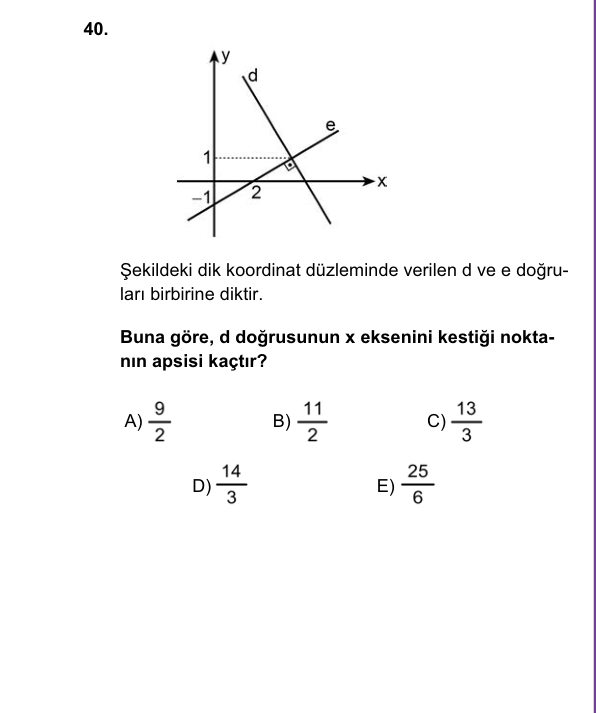 40.
y
d
e
1
x
–1
2
Şekildeki dik koordinat düzleminde verilen d ve e doğru-
ları birbirine diktir.
Buna göre, d doğrusunun x eksenini kestiği nokta-
nın apsisi kaçtır?
A) 9/2 B) 11/2 C) 13/3
D) 14/3 E) 25/6